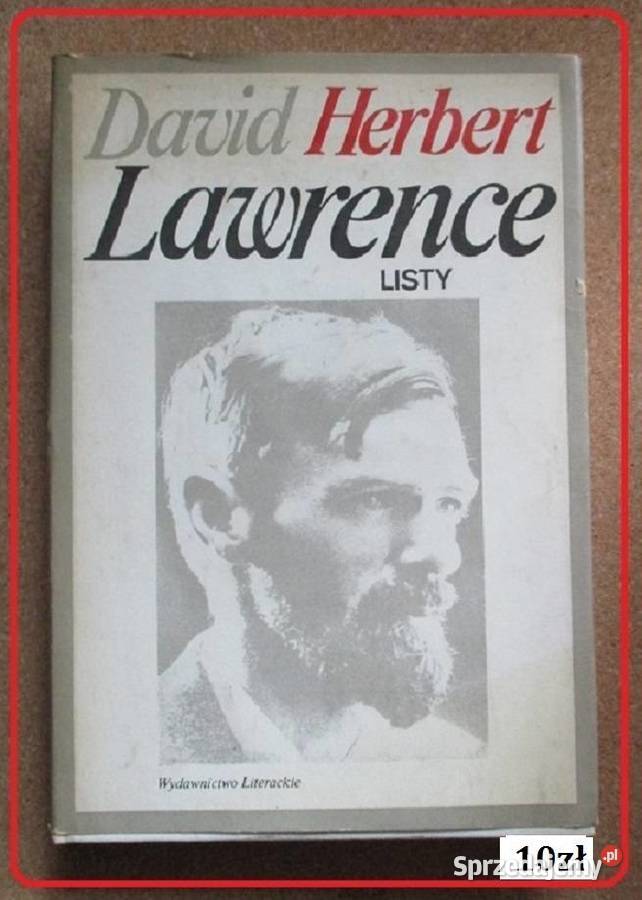 David Herbert
Lawrence
LISTY
Wydawnictwo Literackie
10zł
Sprzedajemy.pl